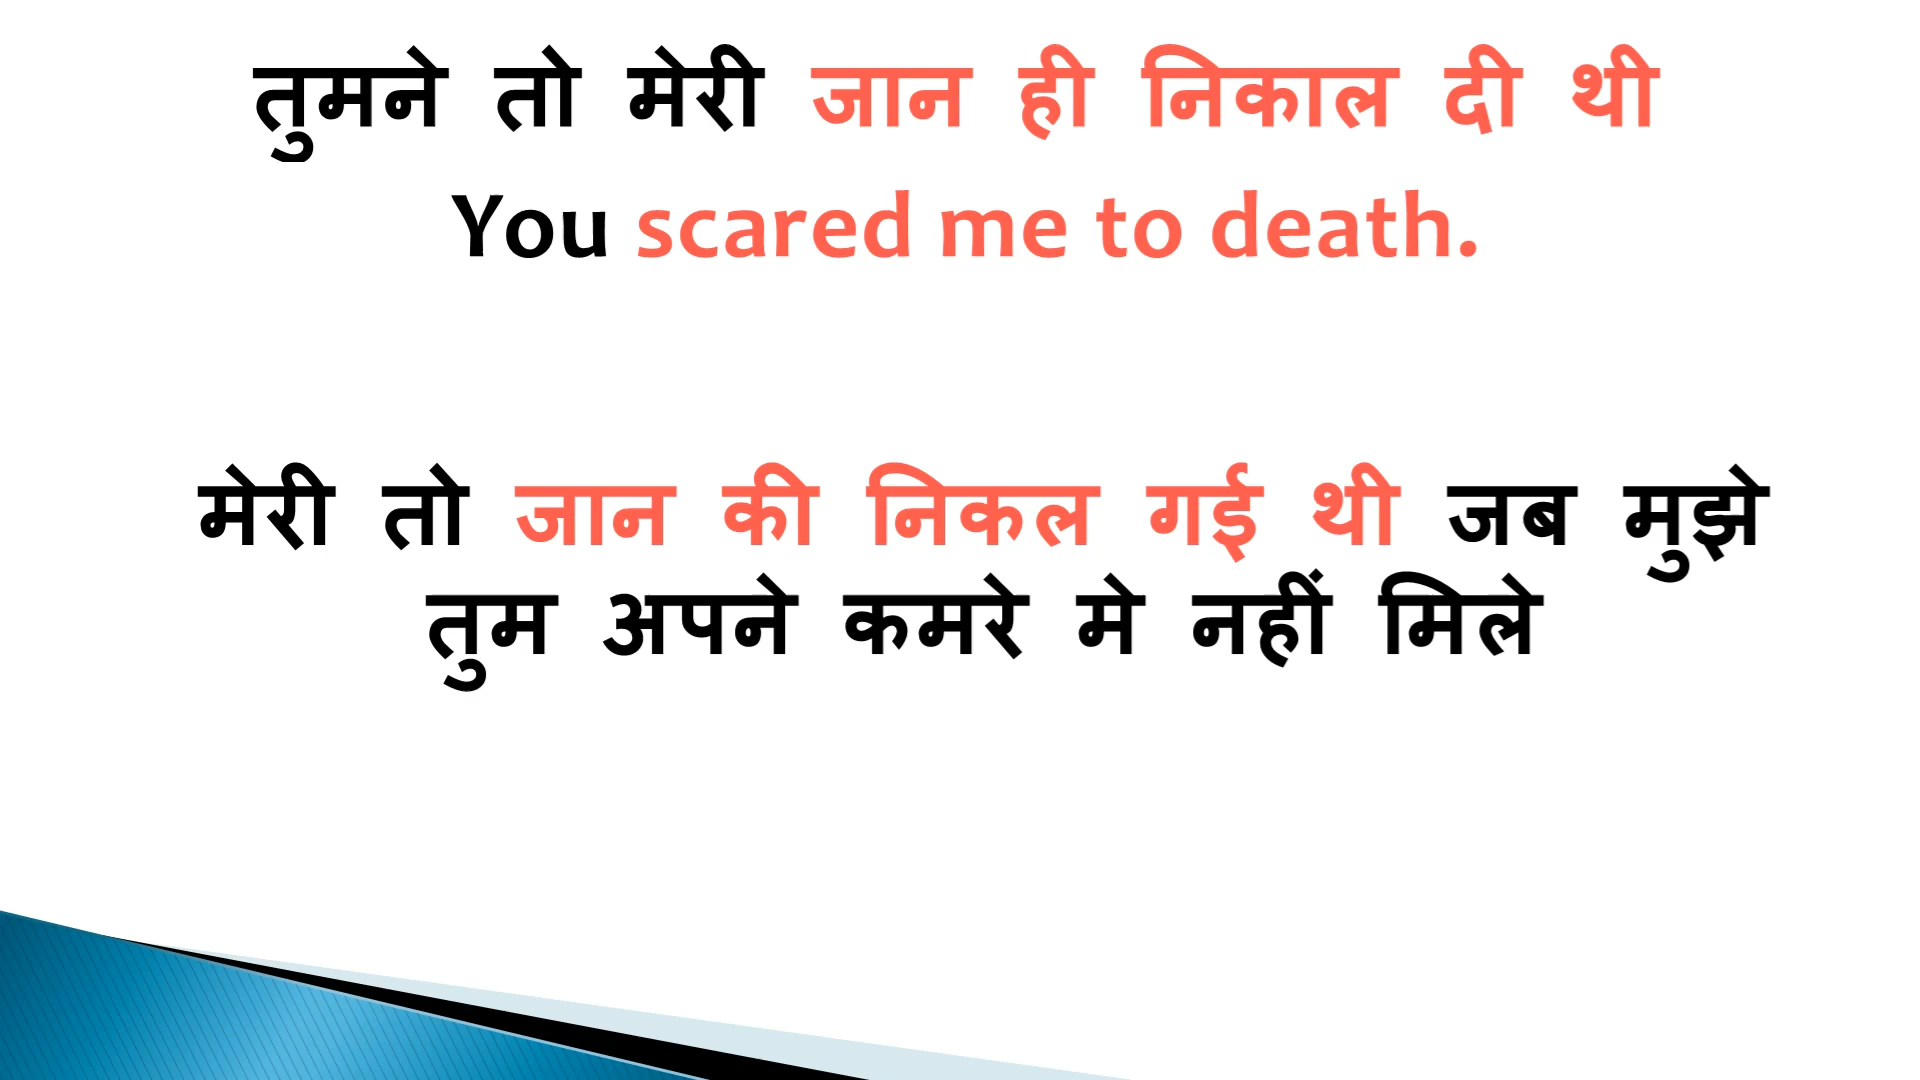 तुमने तो मेरी जान ही निकाल दी थी
You scared me to death.
मेरी तो जान की निकल गई थी जब मुझे
तुम अपने कमरे मे नहीं मिले